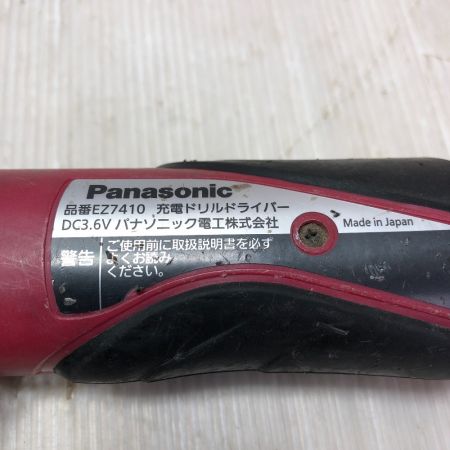 Panasonic
品番EZ7410 充電ドリルドライバー
DC3.6V パナソニック電工株式会社
Made in Japan
警告 ご使用前に取扱説明書を必ず
よくお読み
ください。